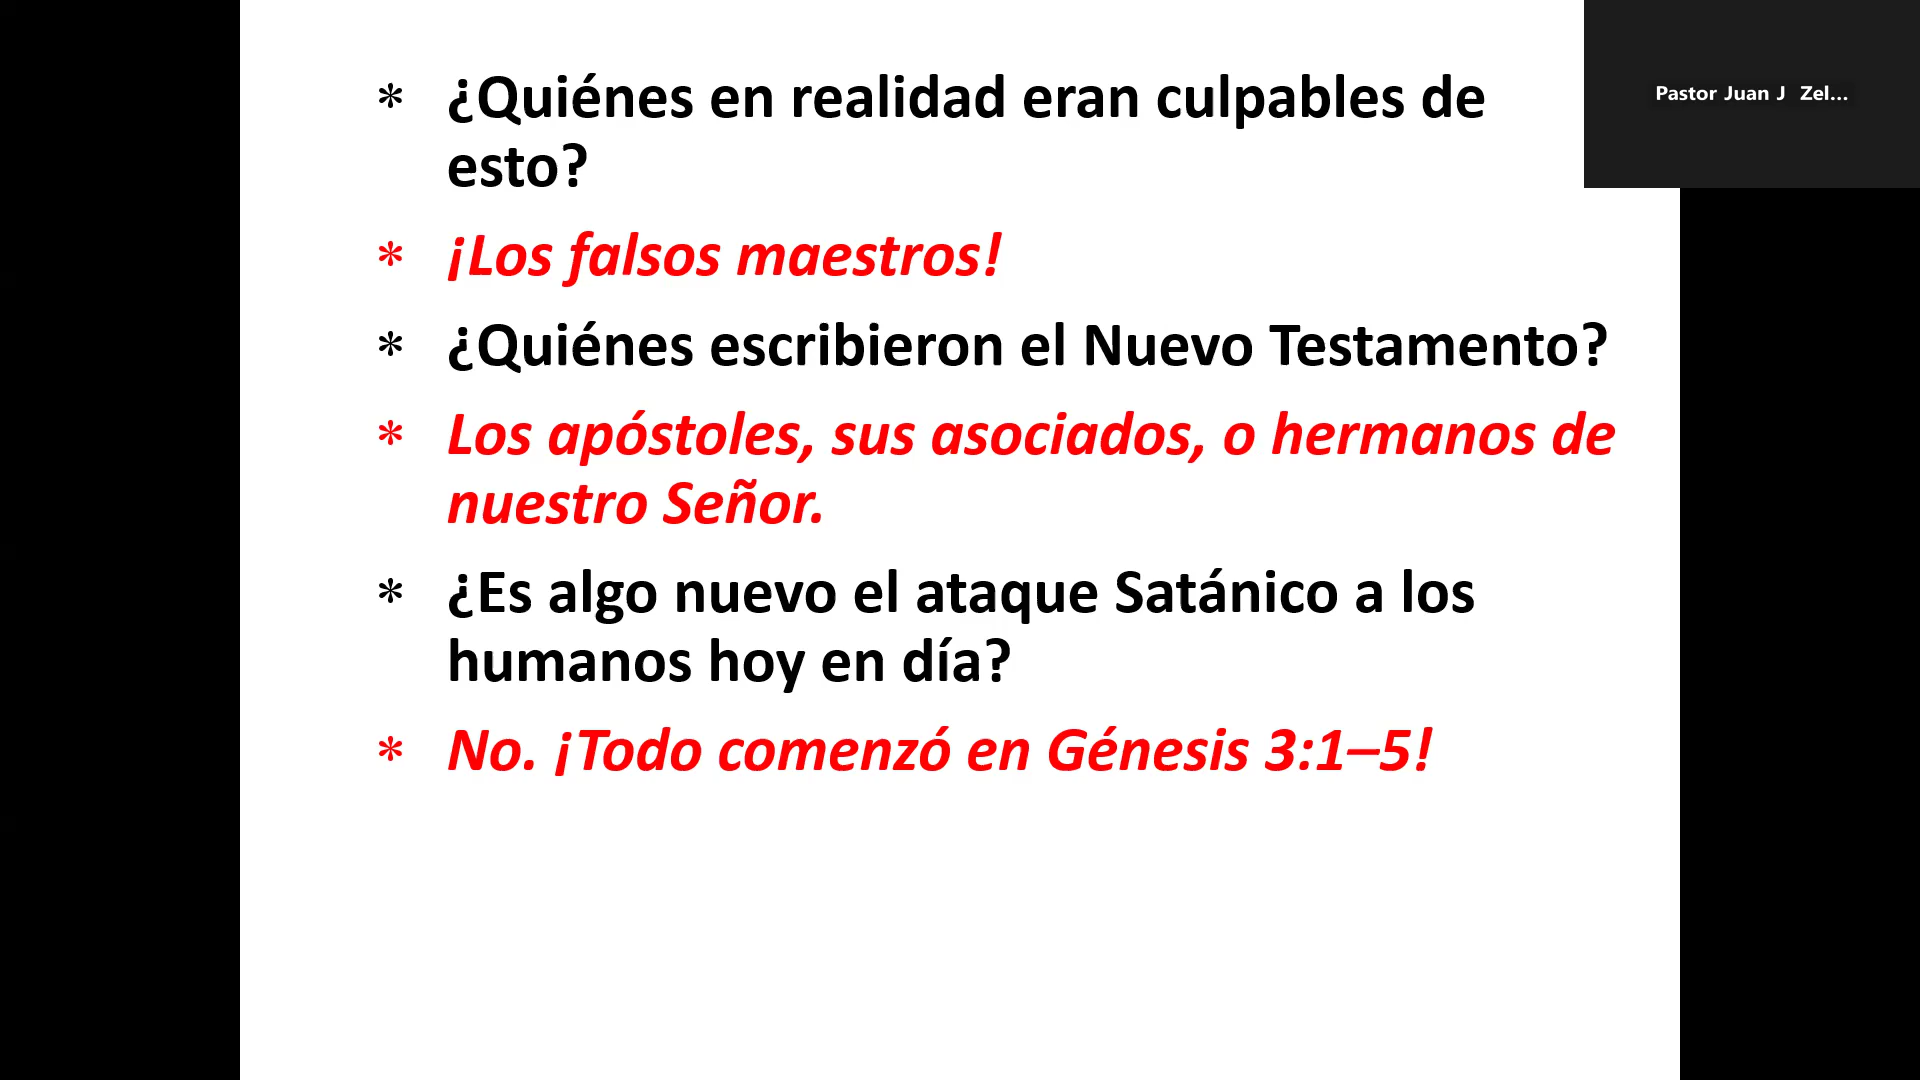 * ¿Quiénes en realidad eran culpables de
esto?
* ¡Los falsos maestros!
* ¿Quiénes escribieron el Nuevo Testamento?
* Los apóstoles, sus asociados, o hermanos de
nuestro Señor.
* ¿Es algo nuevo el ataque Satánico a los
humanos hoy en día?
* No. ¡Todo comenzó en Génesis 3:1–5!
Pastor Juan J Zel...